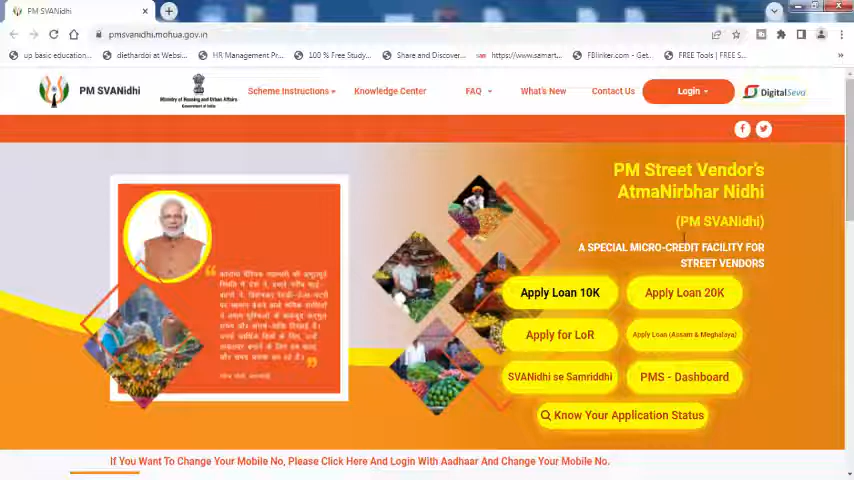 PM SVANidhi
pmsvanidhi.mohua.gov.in
up basic education...
diethardoi at Websi...
HR Management Pr...
100 % Free Study...
Share and Discover...
https://www.samart...
FBlinker.com - Get...
FREE Tools | FREE S...
PM SVANidhi
Ministry of Housing and Urban Affairs
Government of India
Scheme Instructions
Knowledge Center
FAQ
What's New
Contact Us
Login
DigitalSeva
PM Street Vendor's
AtmaNirbhar Nidhi
(PM SVANidhi)
A SPECIAL MICRO-CREDIT FACILITY FOR
STREET VENDORS
Apply Loan 10K
Apply Loan 20K
Apply for LoR
Apply Loan (Assam & Meghalaya)
SVANidhi se Samriddhi
PMS - Dashboard
Know Your Application Status
If You Want To Change Your Mobile No, Please Click Here And Login With Aadhaar And Change Your Mobile No.